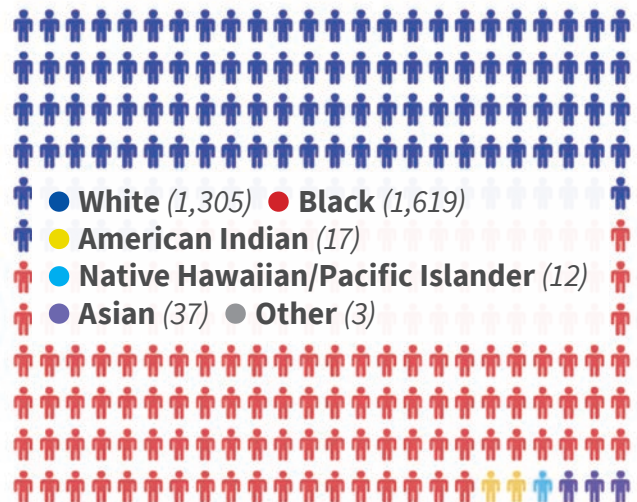 White (1,305) Black (1,619)
American Indian (17)
Native Hawaiian/Pacific Islander (12)
Asian (37) Other (3)